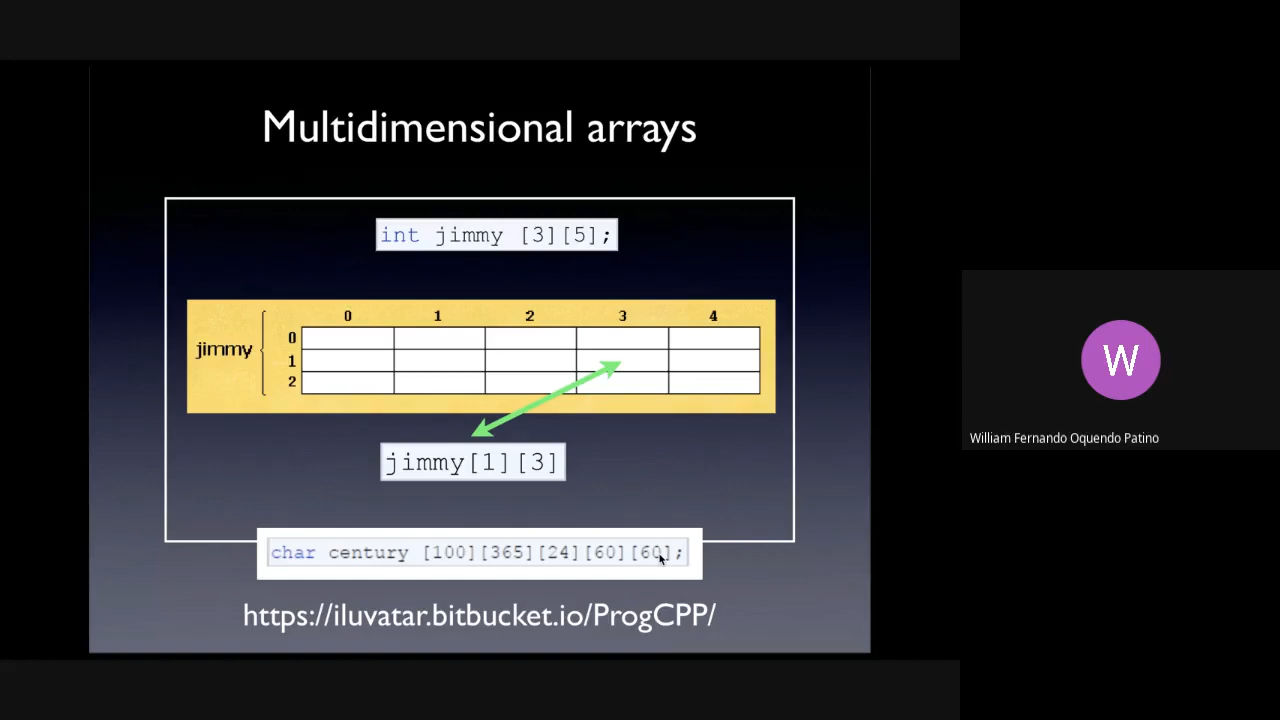 Multidimensional arrays
int jimmy [3][5];
0 1 2 3 4
jimmy
0
1
2
jimmy[1][3]
char century [100][365][24][60][60];
https://iluvatar.bitbucket.io/ProgCPP/
W
William Fernando Oquendo Patino